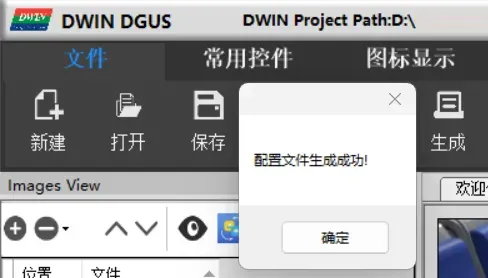 DWIN DWIN DGUS DWIN Project Path:D:\
文件 常用控件 图标显示
新建 打开 保存 生成
配置文件生成成功!
确定
Images View
欢迎
位置 文件